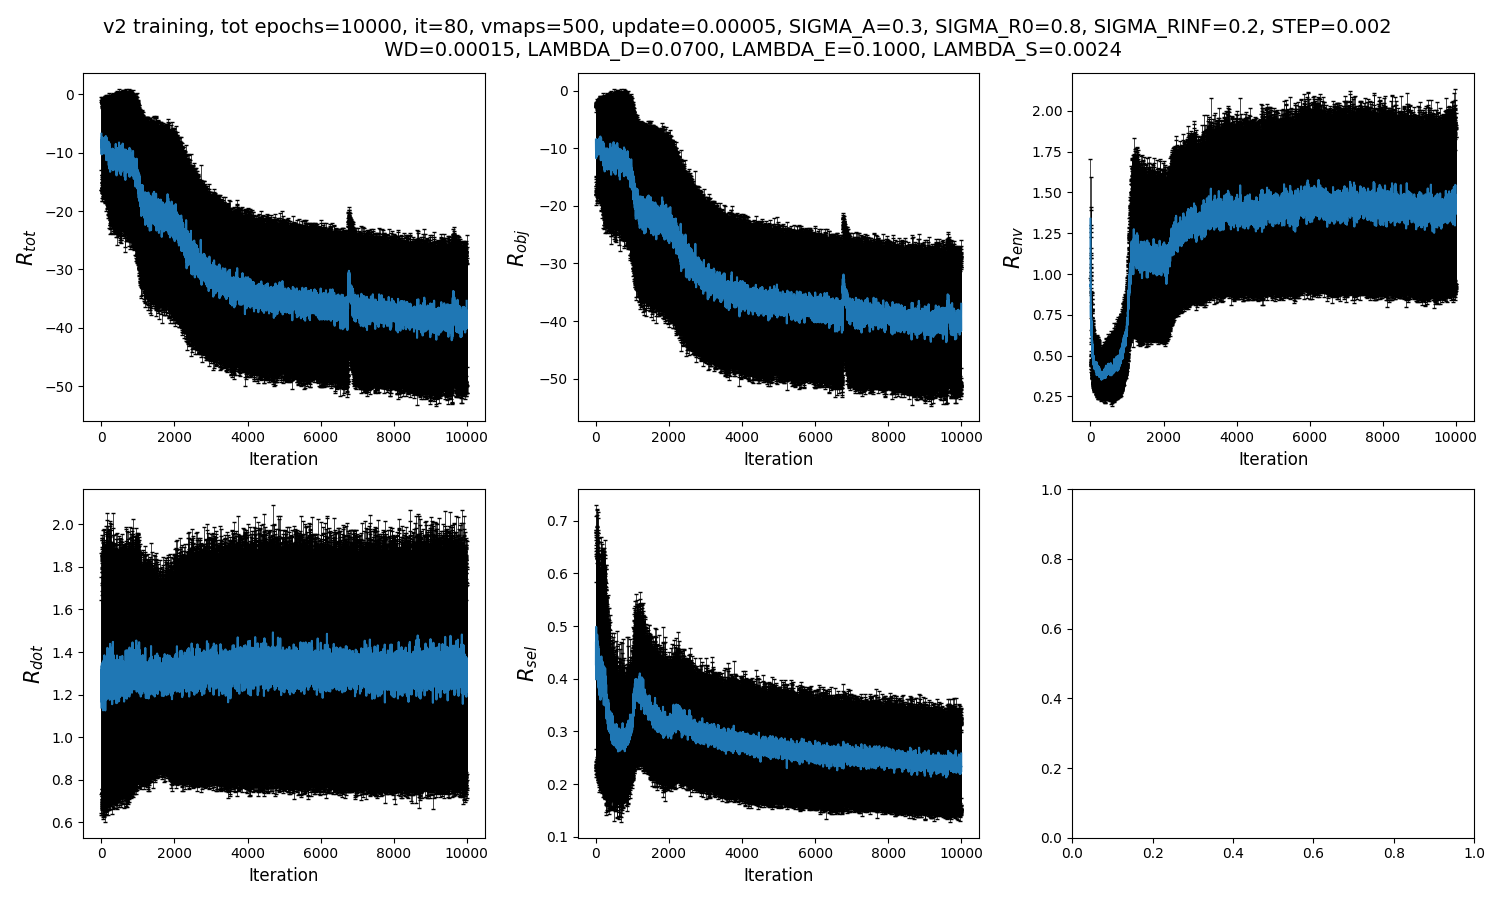 v2 training, tot epochs=10000, it=80, vmaps=500, update=0.00005, SIGMA_A=0.3, SIGMA_R0=0.8, SIGMA_RINF=0.2, STEP=0.002
WD=0.00015, LAMBDA_D=0.0700, LAMBDA_E=0.1000, LAMBDA_S=0.0024
R_tot
0
−10
−20
−30
−40
−50
0 2000 4000 6000 8000 10000
Iteration
R_obj
0
−10
−20
−30
−40
−50
0 2000 4000 6000 8000 10000
Iteration
R_env
2.00
1.75
1.50
1.25
1.00
0.75
0.50
0.25
0 2000 4000 6000 8000 10000
Iteration
R_dot
2.0
1.8
1.6
1.4
1.2
1.0
0.8
0.6
0 2000 4000 6000 8000 10000
Iteration
R_sel
0.7
0.6
0.5
0.4
0.3
0.2
0.1
0 2000 4000 6000 8000 10000
Iteration
1.0
0.8
0.6
0.4
0.2
0.0
0.0 0.2 0.4 0.6 0.8 1.0